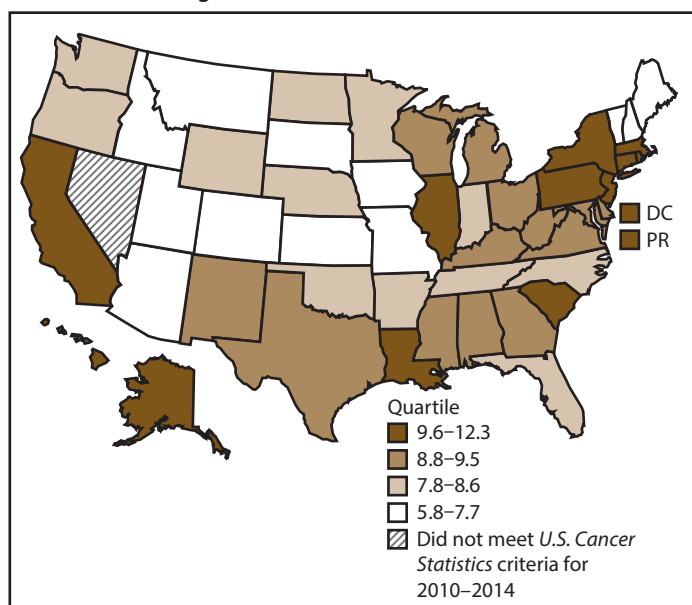 DC
PR
Quartile
9.6–12.3
8.8–9.5
7.8–8.6
5.8–7.7
Did not meet U.S. Cancer
Statistics criteria for
2010–2014